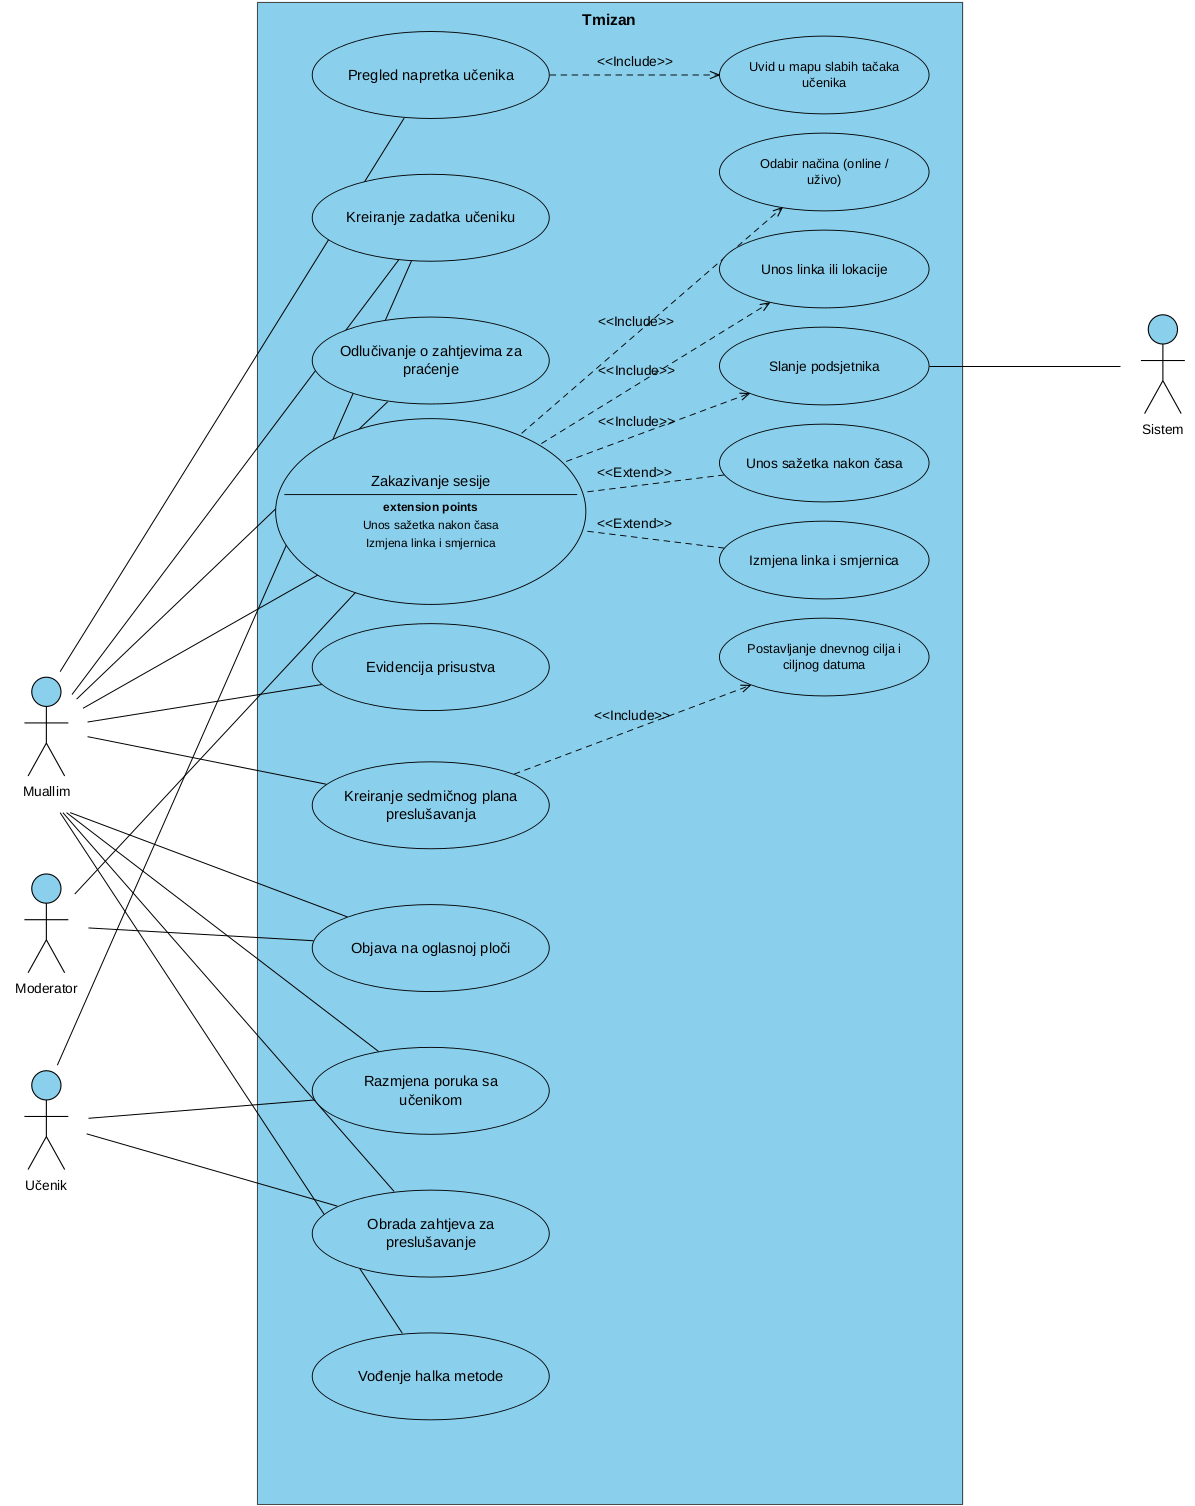 Tmizan
Pregled napretka učenika
<<Include>>
Uvid u mapu slabih tačaka
učenika
Odabir načina (online /
uživo)
Kreiranje zadatka učeniku
Unos linka ili lokacije
<<Include>>
Odlučivanje o zahtjevima za
praćenje
<<Include>>
Slanje podsjetnika
Sistem
<<Include>>
Zakazivanje sesije
extension points
Unos sažetka nakon časa
Izmjena linka i smjernica
<<Extend>>
Unos sažetka nakon časa
<<Extend>>
Izmjena linka i smjernica
Evidencija prisustva
Postavljanje dnevnog cilja i
ciljnog datuma
<<Include>>
Muallim
Kreiranje sedmičnog plana
preslušavanja
Objava na oglasnoj ploči
Moderator
Razmjena poruka sa
učenikom
Učenik
Obrada zahtjeva za
preslušavanje
Vođenje halka metode